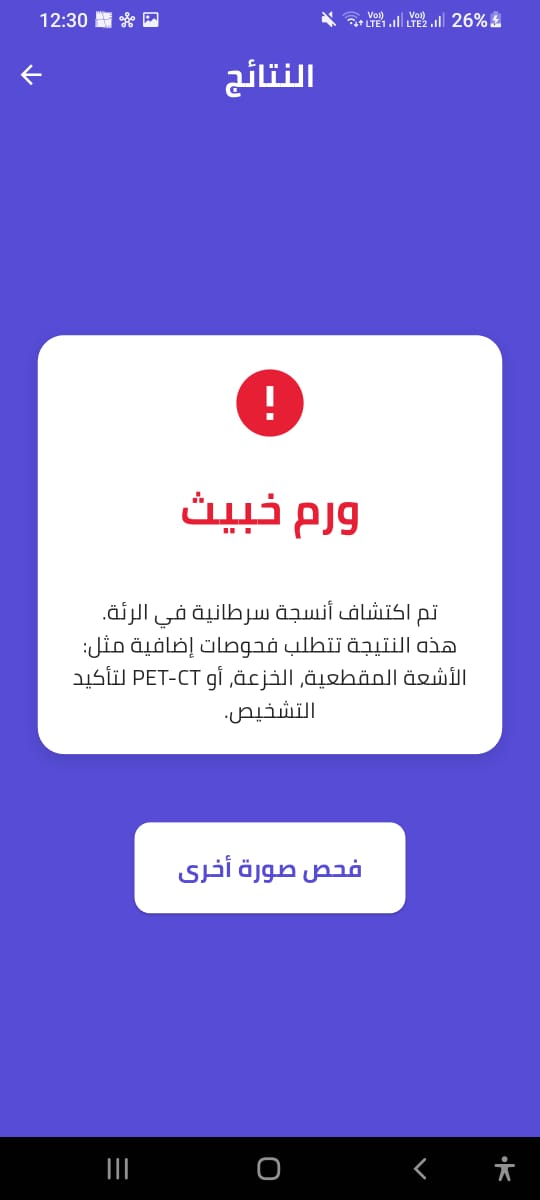 12:30
Vo) LTE1 Vo) LTE2 26%
النتائج
!
ورم خبيث
تم اكتشاف أنسجة سرطانية في الرئة.
هذه النتيجة تتطلب فحوصات إضافية مثل:
الأشعة المقطعية, الخزعة, أو PET-CT لتأكيد
التشخيص.
فحص صورة أخرى